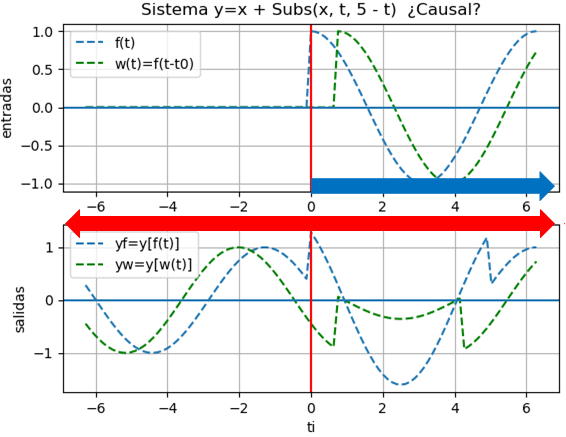 Sistema y=x + Subs(x, t, 5 - t) ¿Causal?
entradas
1.0
0.5
0.0
−0.5
−1.0
f(t)
w(t)=f(t-t0)
−6 −4 −2 0 2 4 6
salidas
1
0
−1
yf=y[f(t)]
yw=y[w(t)]
−6 −4 −2 0 2 4 6
ti